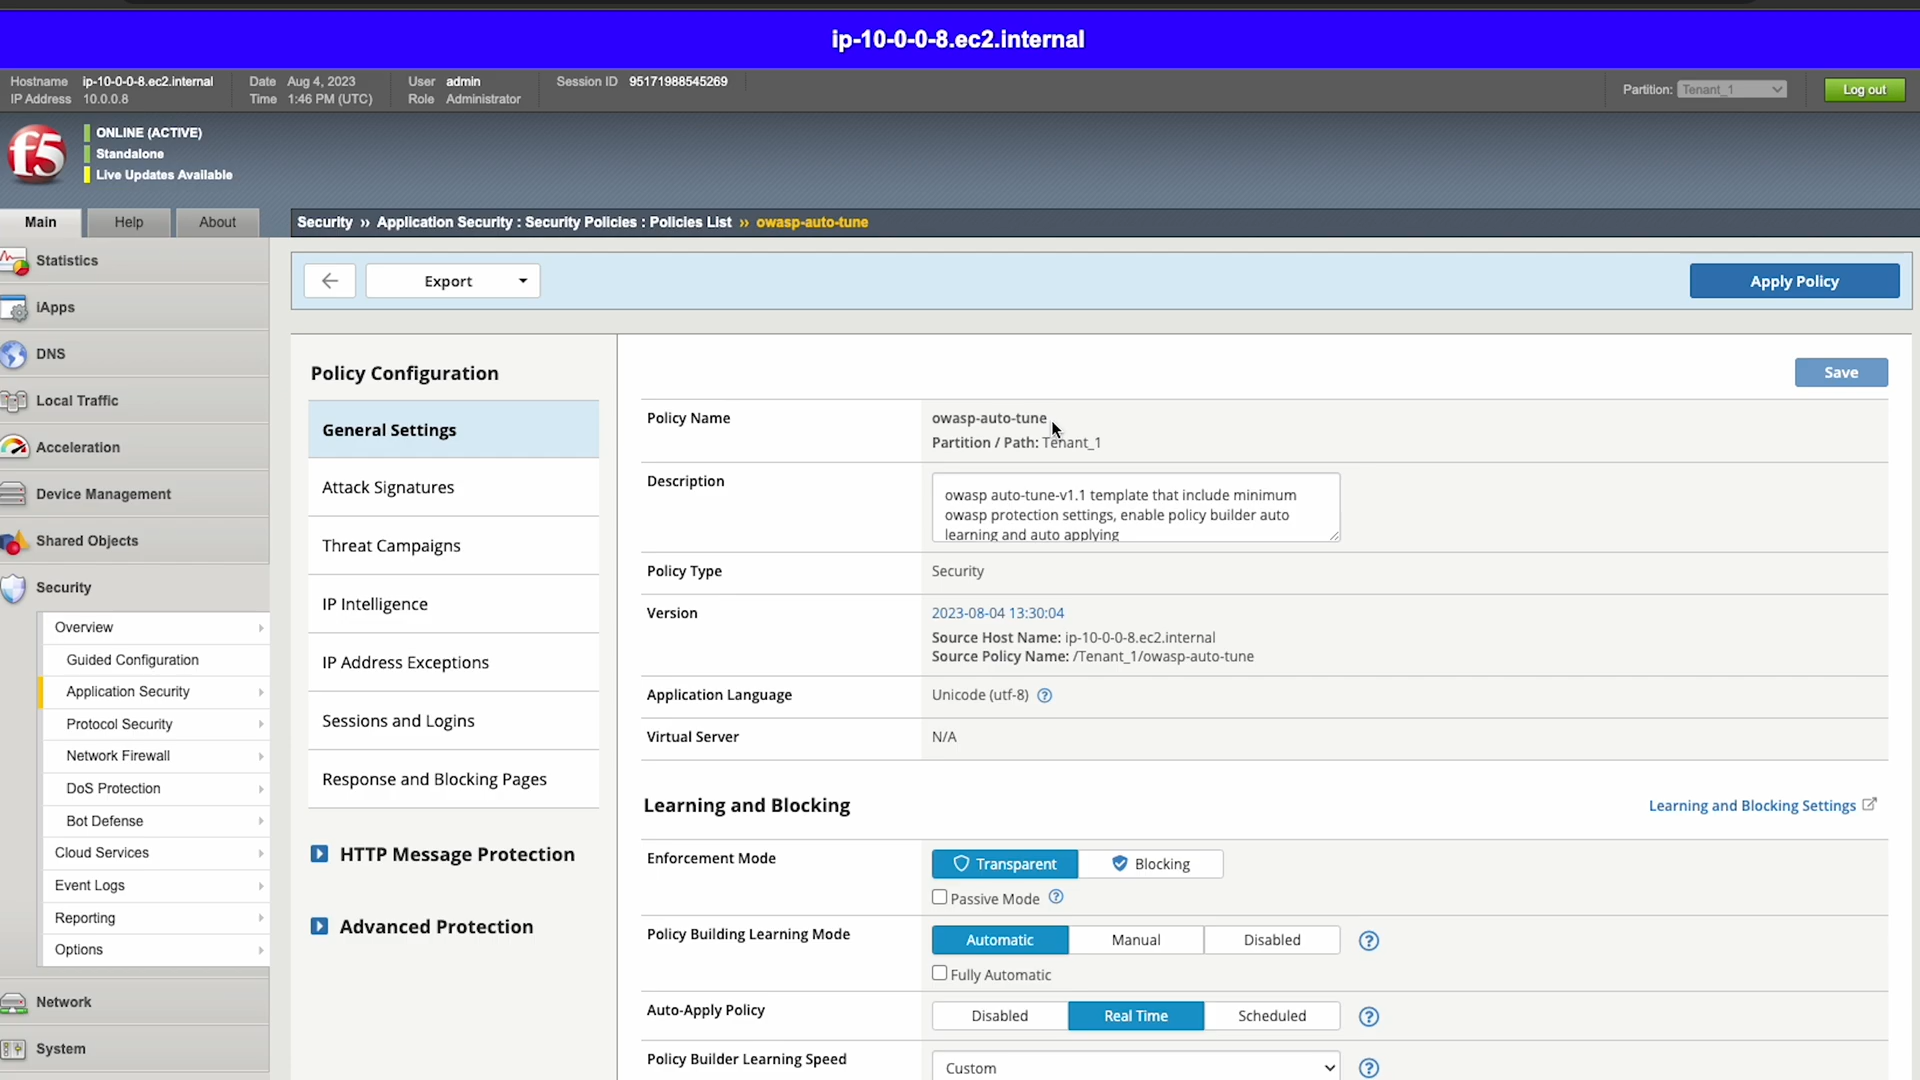 ip-10-0-0-8.ec2.internal
Hostname ip-10-0-0-8.ec2.internal Date Aug 4, 2023 User admin Session ID 95171988545269
IP Address 10.0.0.8 Time 1:46 PM (UTC) Role Administrator
Partition: Tenant_1 Log out
f5
ONLINE (ACTIVE)
Standalone
Live Updates Available
Main Help About
Security ›› Application Security : Security Policies : Policies List ›› owasp-auto-tune
Statistics
iApps
DNS
Local Traffic
Acceleration
Device Management
Shared Objects
Security
Overview
Guided Configuration
Application Security
Protocol Security
Network Firewall
DoS Protection
Bot Defense
Cloud Services
Event Logs
Reporting
Options
Network
System
Export
Apply Policy
Policy Configuration
General Settings
Attack Signatures
Threat Campaigns
IP Intelligence
IP Address Exceptions
Sessions and Logins
Response and Blocking Pages
HTTP Message Protection
Advanced Protection
Save
Policy Name owasp-auto-tune
Partition / Path: Tenant_1
Description
owasp auto-tune-v1.1 template that include minimum
owasp protection settings, enable policy builder auto
learning and auto applying
Policy Type Security
Version 2023-08-04 13:30:04
Source Host Name: ip-10-0-0-8.ec2.internal
Source Policy Name: /Tenant_1/owasp-auto-tune
Application Language Unicode (utf-8) ?
Virtual Server N/A
Learning and Blocking Learning and Blocking Settings
Enforcement Mode Transparent Blocking
Passive Mode ?
Policy Building Learning Mode Automatic Manual Disabled ?
Fully Automatic
Auto-Apply Policy Disabled Real Time Scheduled ?
Policy Builder Learning Speed Custom ?